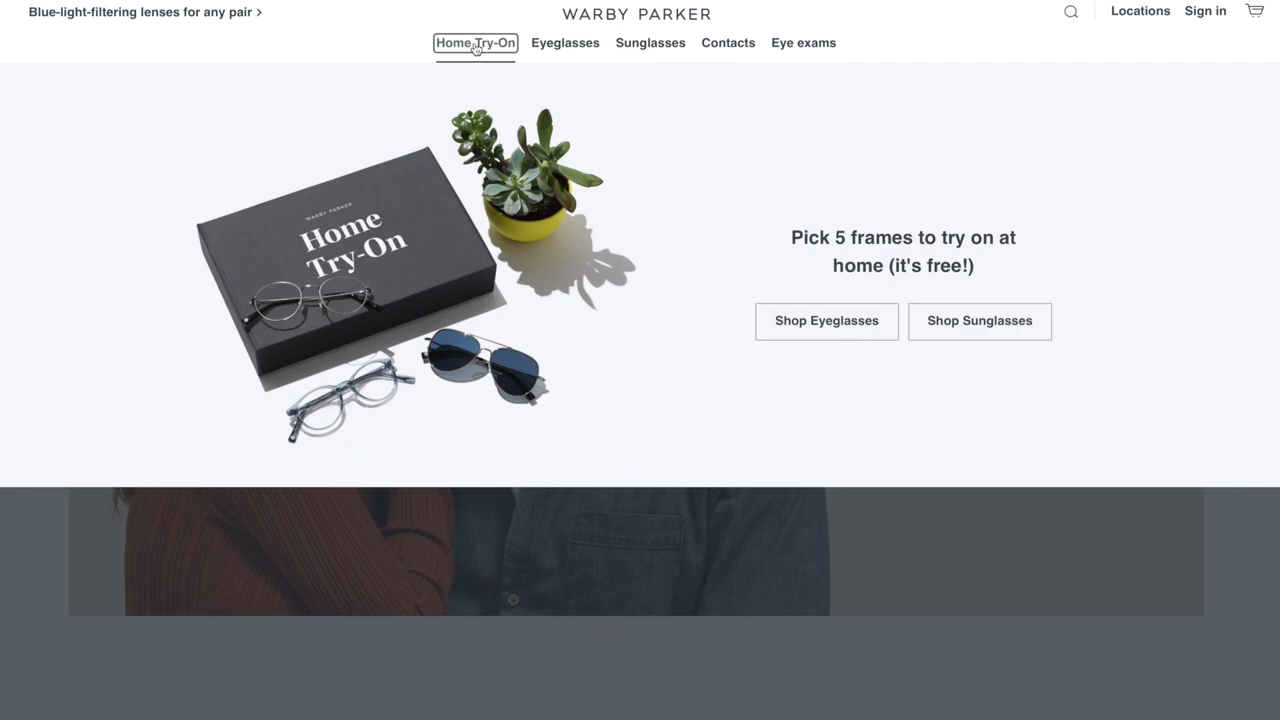 Blue-light-filtering lenses for any pair >
WARBY PARKER
Locations
Sign in
Home Try-On
Eyeglasses
Sunglasses
Contacts
Eye exams
WARBY PARKER
Home
Try-On
Pick 5 frames to try on at
home (it's free!)
Shop Eyeglasses
Shop Sunglasses